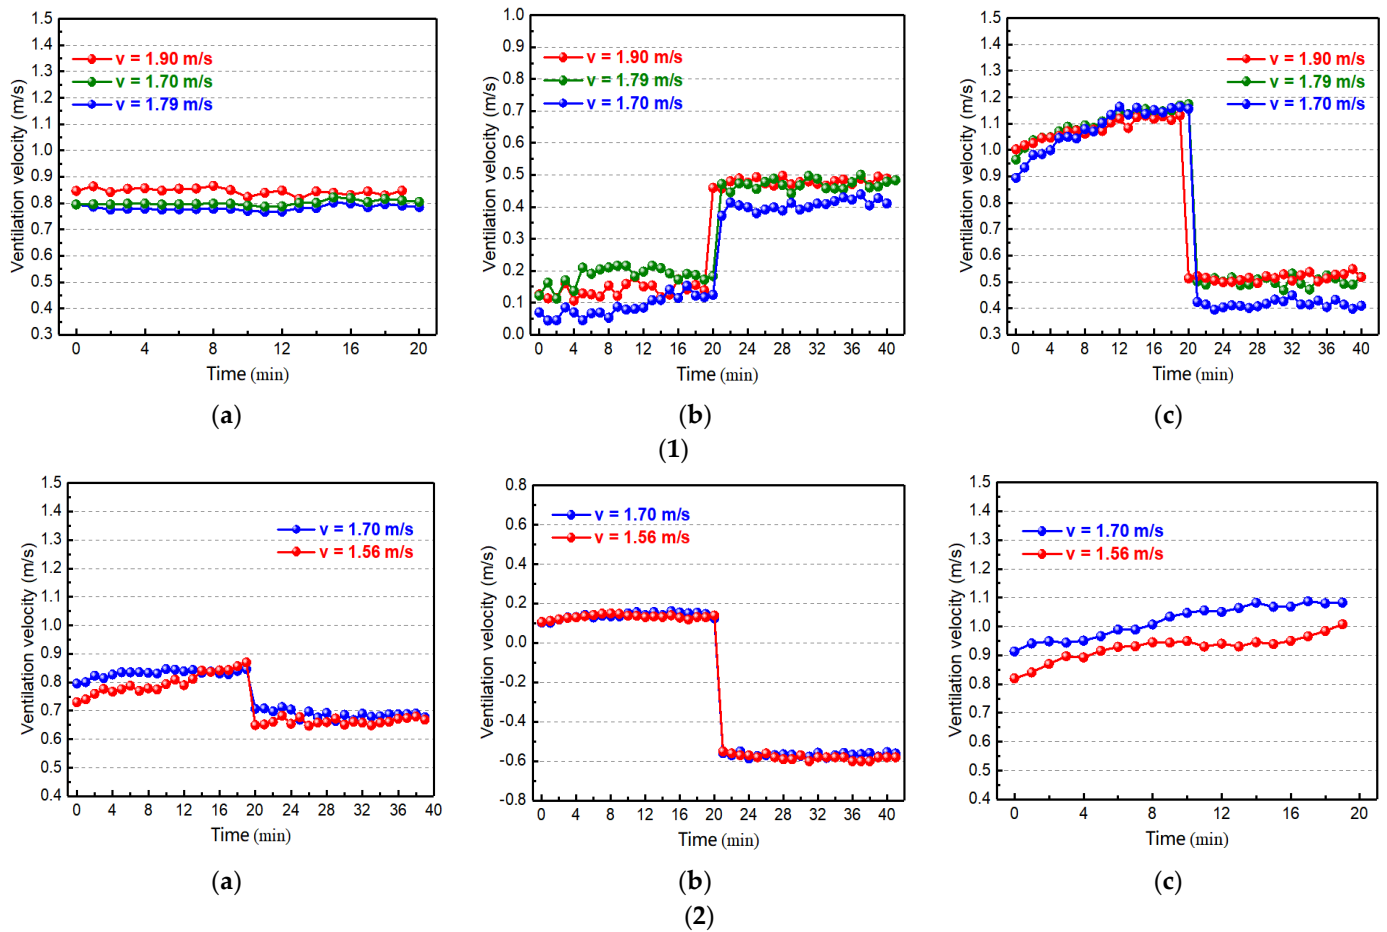 1.5
1.4
1.3
1.2
1.1
1.0
0.9
0.8
0.7
0.6
0.5
0.4
0.3
Ventilation velocity (m/s)
v = 1.90 m/s
v = 1.70 m/s
v = 1.79 m/s
0 4 8 12 16 20
Time (min)
(a)
1.0
0.9
0.8
0.7
0.6
0.5
0.4
0.3
0.2
0.1
0.0
Ventilation velocity (m/s)
v = 1.90 m/s
v = 1.79 m/s
v = 1.70 m/s
0 4 8 12 16 20 24 28 32 36 40
Time (min)
(b)
1.5
1.4
1.3
1.2
1.1
1.0
0.9
0.8
0.7
0.6
0.5
0.4
0.3
Ventilation velocity (m/s)
v = 1.90 m/s
v = 1.79 m/s
v = 1.70 m/s
0 4 8 12 16 20 24 28 32 36 40
Time (min)
(c)
(1)
1.5
1.4
1.3
1.2
1.1
1.0
0.9
0.8
0.7
0.6
0.5
0.4
Ventilation velocity (m/s)
v = 1.70 m/s
v = 1.56 m/s
0 4 8 12 16 20 24 28 32 36 40
Time (min)
(a)
0.8
0.6
0.4
0.2
0.0
-0.2
-0.4
-0.6
-0.8
Ventilation velocity (m/s)
v = 1.70 m/s
v = 1.56 m/s
0 4 8 12 16 20 24 28 32 36 40
Time (min)
(b)
1.5
1.4
1.3
1.2
1.1
1.0
0.9
0.8
0.7
0.6
0.5
0.4
Ventilation velocity (m/s)
v = 1.70 m/s
v = 1.56 m/s
0 4 8 12 16 20
Time (min)
(c)
(2)